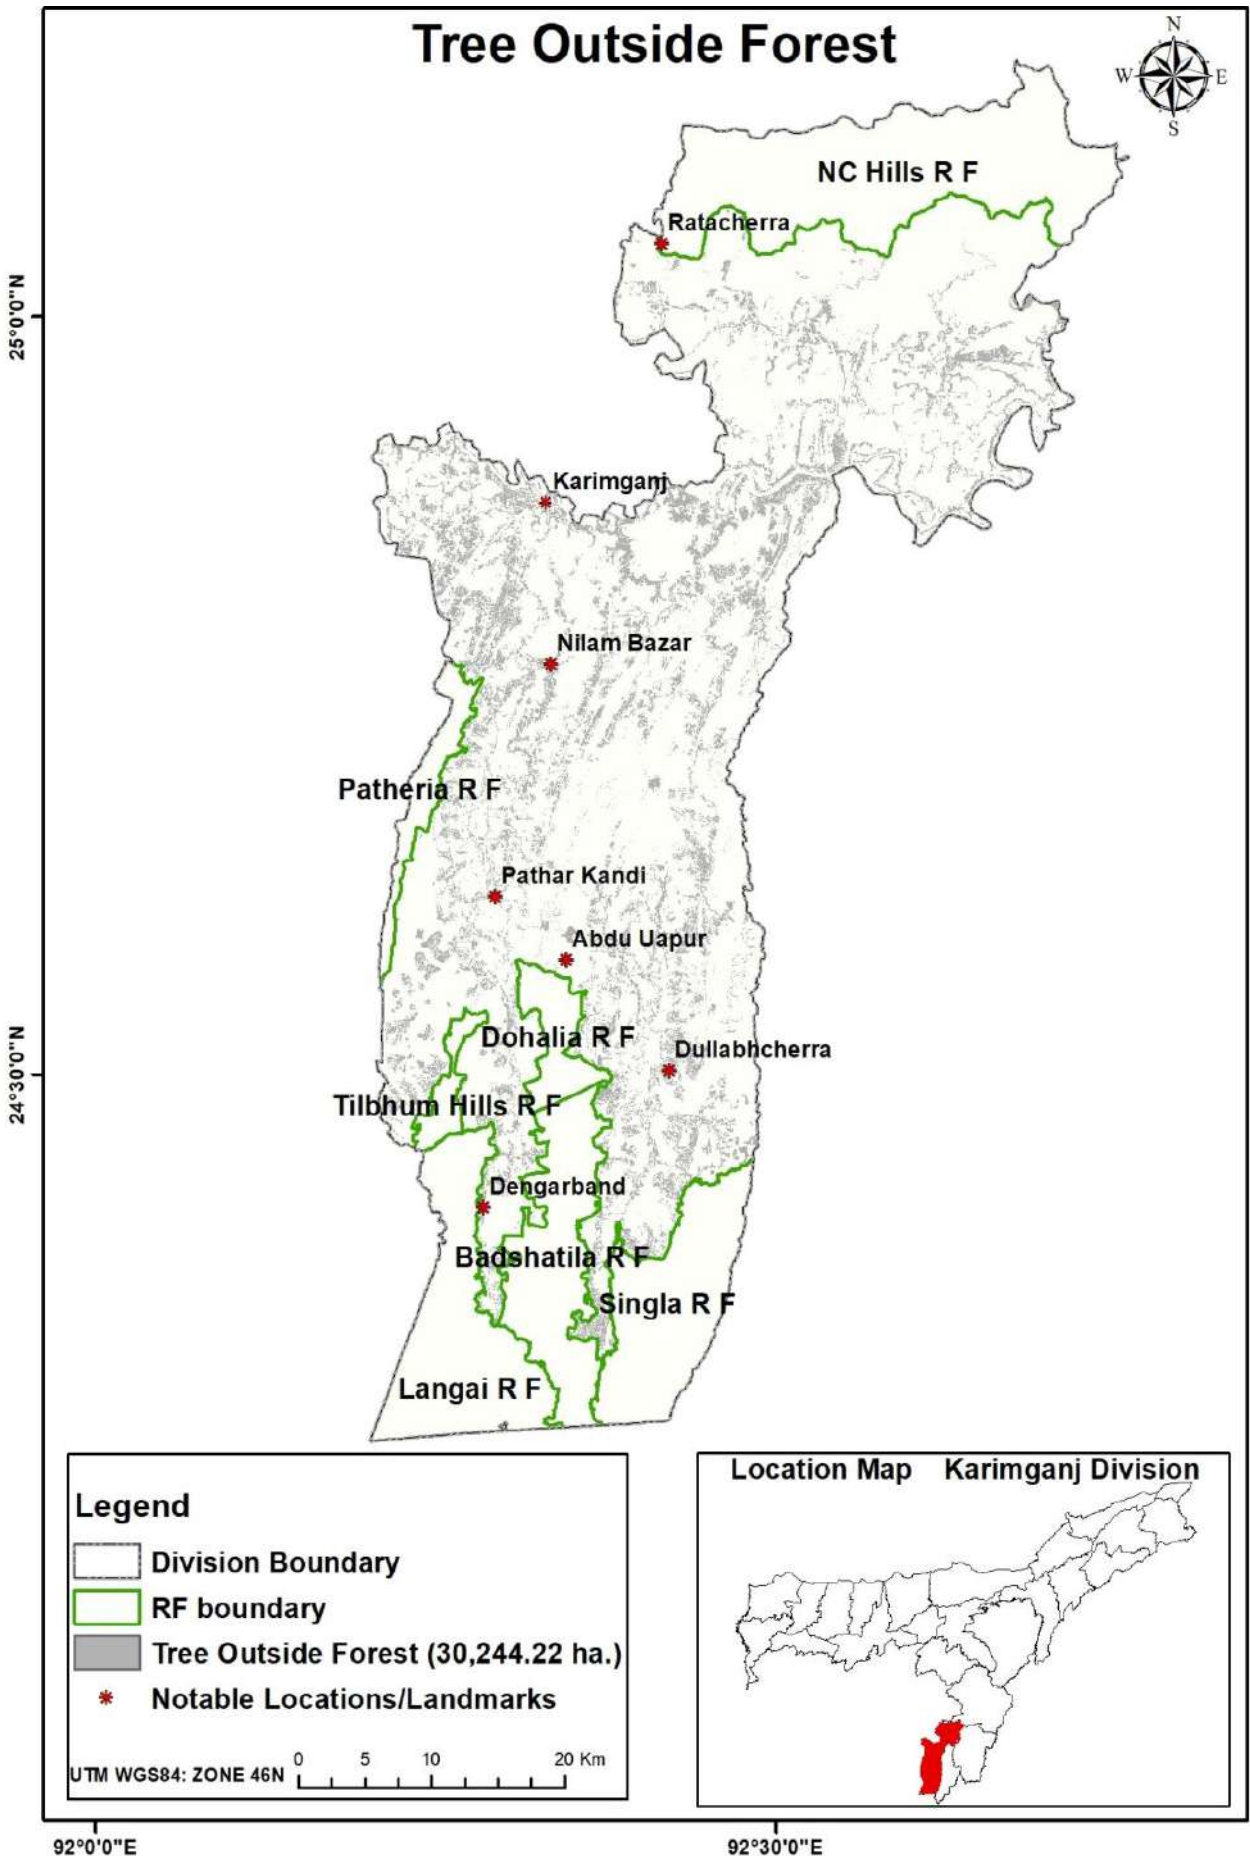 Tree Outside Forest
N
W E
S
NC Hills R F
Ratacherra
25°0'0"N
Karimganj
Nilam Bazar
Patheria R F
Pathar Kandi
Abdu Uapur
Dohalia R F
Dullabhcherra
24°30'0"N
Tilbhum Hills R F
Dengarband
Badshatila R F
Singla R F
Langai R F
Legend
Division Boundary
RF boundary
Tree Outside Forest (30,244.22 ha.)
Notable Locations/Landmarks
0 5 10 20 Km
UTM WGS84: ZONE 46N
Location Map Karimganj Division
92°0'0"E 92°30'0"E